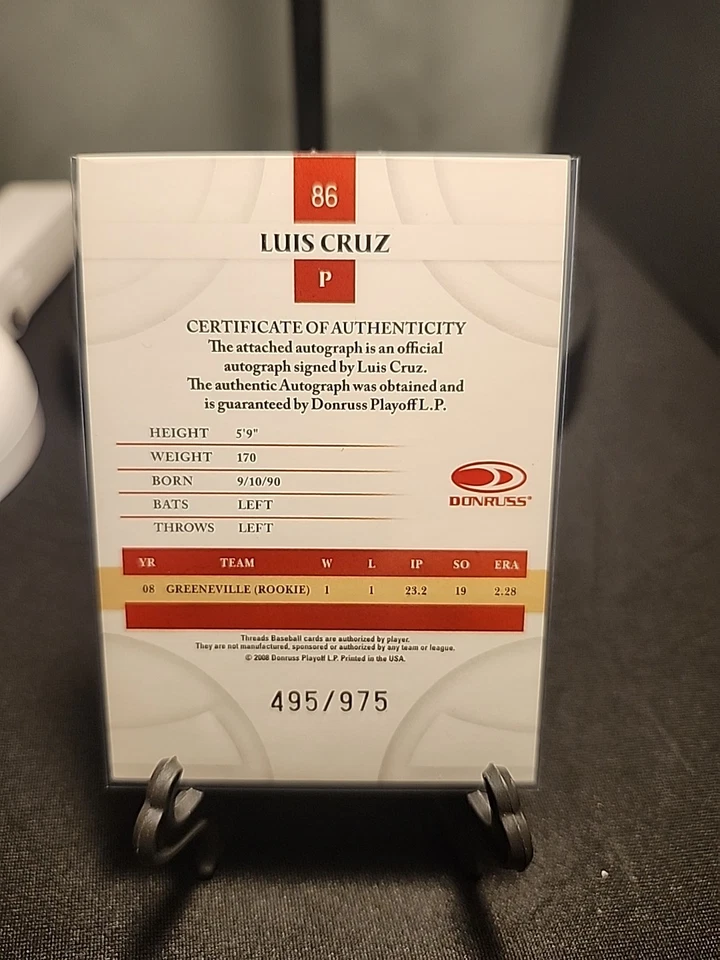 86
LUIS CRUZ
P
CERTIFICATE OF AUTHENTICITY
The attached autograph is an official
autograph signed by Luis Cruz.
The authentic Autograph was obtained and
is guaranteed by Donruss Playoff L.P.
HEIGHT 5'9"
WEIGHT 170
BORN 9/10/90
BATS LEFT
THROWS LEFT
DONRUSS®
YR TEAM W L IP SO ERA
08 GREENEVILLE (ROOKIE) 1 1 23.2 19 2.28
Threads Baseball cards are authorized by player.
They are not manufactured, sponsored or authorized by any team or league.
© 2008 Donruss Playoff L.P. Printed in the USA.
495/975